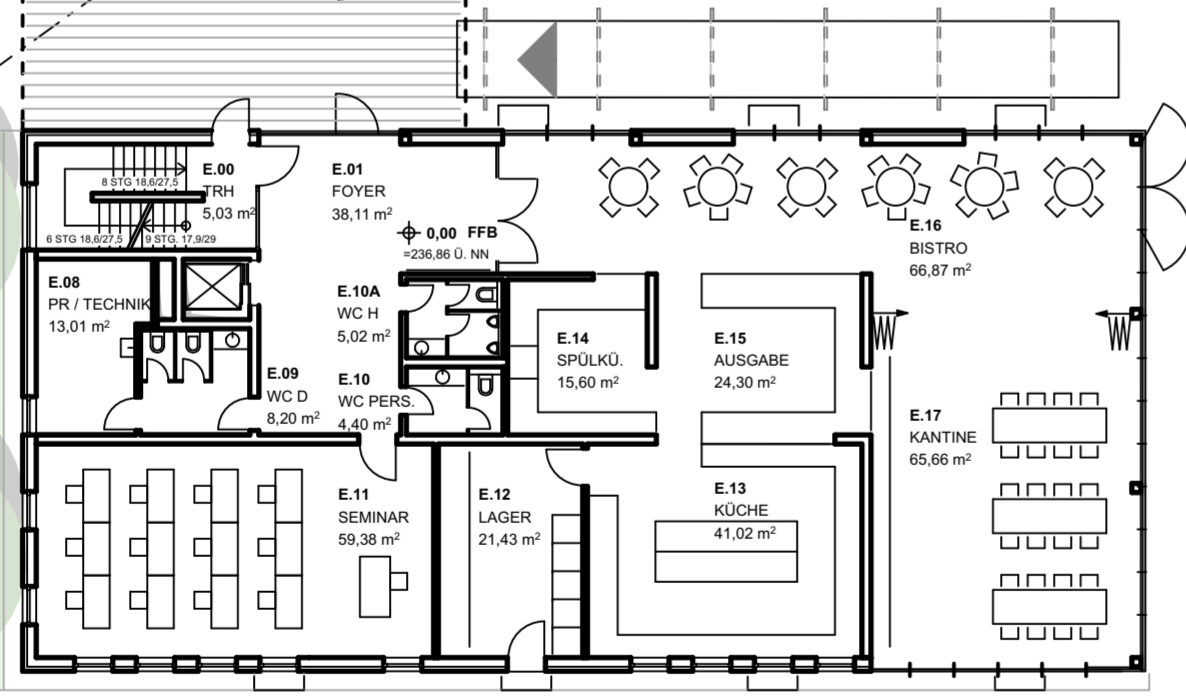 8 STG 18,6/27,5
6 STG 18,6/27,5
9 STG. 17,9/29
E.00
TRH
5,03 m²
E.01
FOYER
38,11 m²
0,00 FFB
=236,86 Ü. NN
E.16
BISTRO
66,87 m²
E.08
PR / TECHNIK
13,01 m²
E.10A
WC H
5,02 m²
E.09
WC D
8,20 m²
E.10
WC PERS.
4,40 m²
E.14
SPÜLKÜ.
15,60 m²
E.15
AUSGABE
24,30 m²
E.17
KANTINE
65,66 m²
E.11
SEMINAR
59,38 m²
E.12
LAGER
21,43 m²
E.13
KÜCHE
41,02 m²